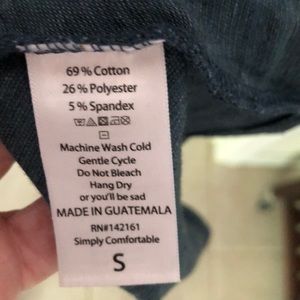 69% Cotton
26% Polyester
5% Spandex
Machine Wash Cold
Gentle Cycle
Do Not Bleach
Hang Dry
or you'll be sad
MADE IN GUATEMALA
RN#142161
Simply Comfortable
S